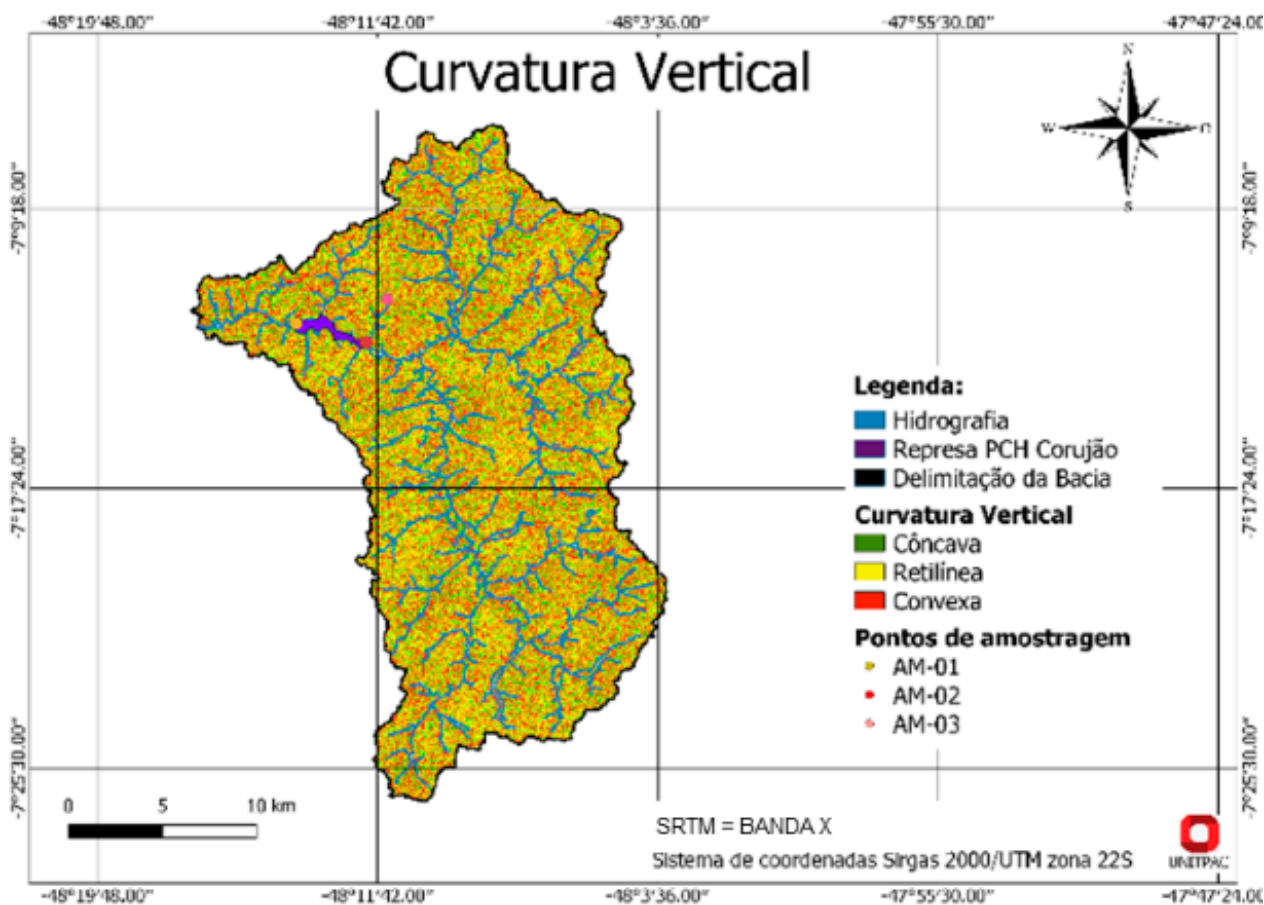 -48°19'48.00" -48°11'42.00" -48°3'36.00" -47°55'30.00" -47°47'24.00
Curvatura Vertical
N
W O
S
-7°9'18.00" -7°9'18.00"
-7°17'24.00" -7°17'24.00"
-7°25'30.00" -7°25'30.00"
Legenda:
Hidrografia
Represa PCH Corujão
Delimitação da Bacia
Curvatura Vertical
Côncava
Retilínea
Convexa
Pontos de amostragem
AM-01
AM-02
AM-03
0 5 10 km
SRTM = BANDA X
Sistema de coordenadas Sirgas 2000/UTM zona 22S
UNITPAC
-48°19'48.00" -48°11'42.00" -48°3'36.00" -47°55'30.00" -47°47'24.00